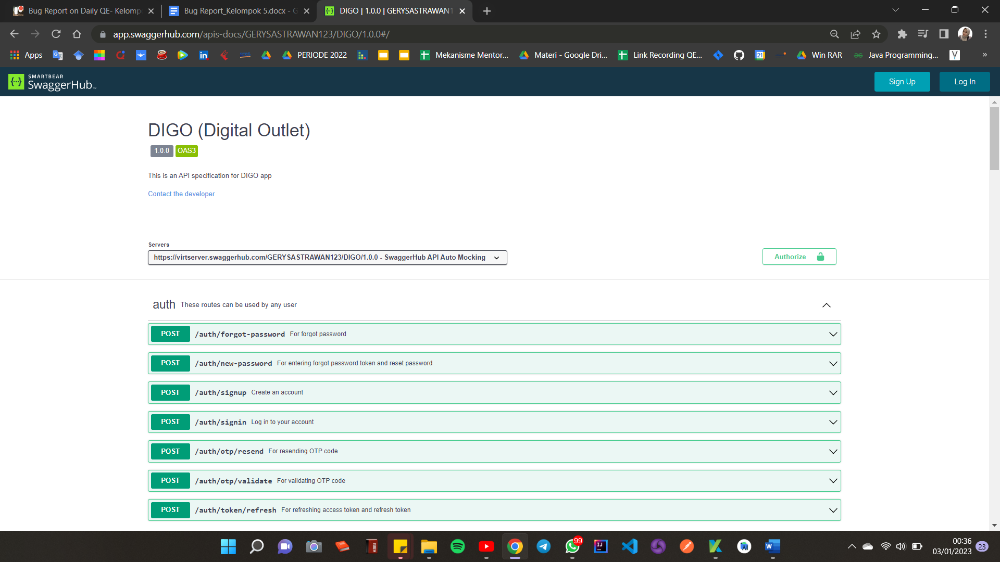 Bug Report on Daily QE- Kelomp
Bug Report_Kelompok 5.docx - G
DIGO | 1.0.0 | GERYSASTRAWAN1
app.swaggerhub.com/apis-docs/GERYSASTRAWAN123/DIGO/1.0.0#/
Apps
PERIODE 2022
Mekanisme Mentor...
Materi - Google Dri...
Link Recording QE...
21
Win RAR
Java Programming...
V
»
SMARTBEAR
SwaggerHub
Sign Up
Log In
DIGO (Digital Outlet)
1.0.0
OAS3
This is an API specification for DIGO app
Contact the developer
Servers
https://virtserver.swaggerhub.com/GERYSASTRAWAN123/DIGO/1.0.0 - SwaggerHub API Auto Mocking
Authorize
auth These routes can be used by any user
POST /auth/forgot-password For forgot password
POST /auth/new-password For entering forgot password token and reset password
POST /auth/signup Create an account
POST /auth/signin Log in to your account
POST /auth/otp/resend For resending OTP code
POST /auth/otp/validate For validating OTP code
POST /auth/token/refresh For refreshing access token and refresh token
KBBI
99
IJ
W
00:36
03/01/2023
23